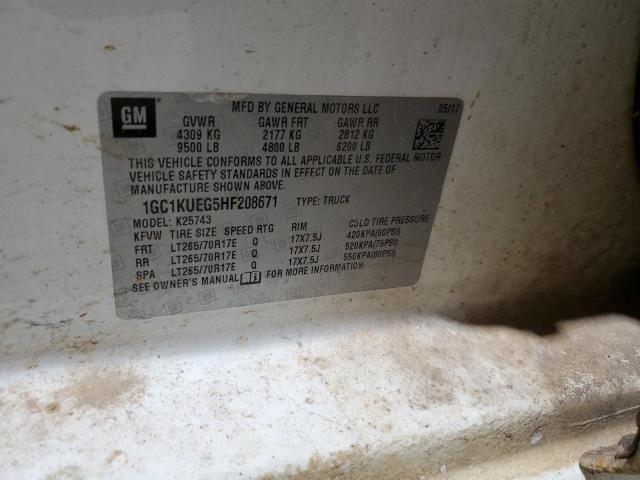 GM
MFD BY GENERAL MOTORS LLC 05/17
GVWR GAWR FRT GAWR RR
4309 KG 2177 KG 2812 KG
9500 LB 4800 LB 6200 LB
THIS VEHICLE CONFORMS TO ALL APPLICABLE U.S. FEDERAL MOTOR
VEHICLE SAFETY STANDARDS IN EFFECT ON THE DATE OF
MANUFACTURE SHOWN ABOVE.
1GC1KUEG5HF208671 TYPE: TRUCK
MODEL: K25743
KFVW TIRE SIZE SPEED RTG RIM COLD TIRE PRESSURE
FRT LT265/70R17E Q 17X7.5J 420KPA(60PSI)
RR LT265/70R17E Q 17X7.5J 520KPA(75PSI)
SPA LT265/70R17E Q 17X7.5J 550KPA(80PSI)
SEE OWNER'S MANUAL FOR MORE INFORMATION.